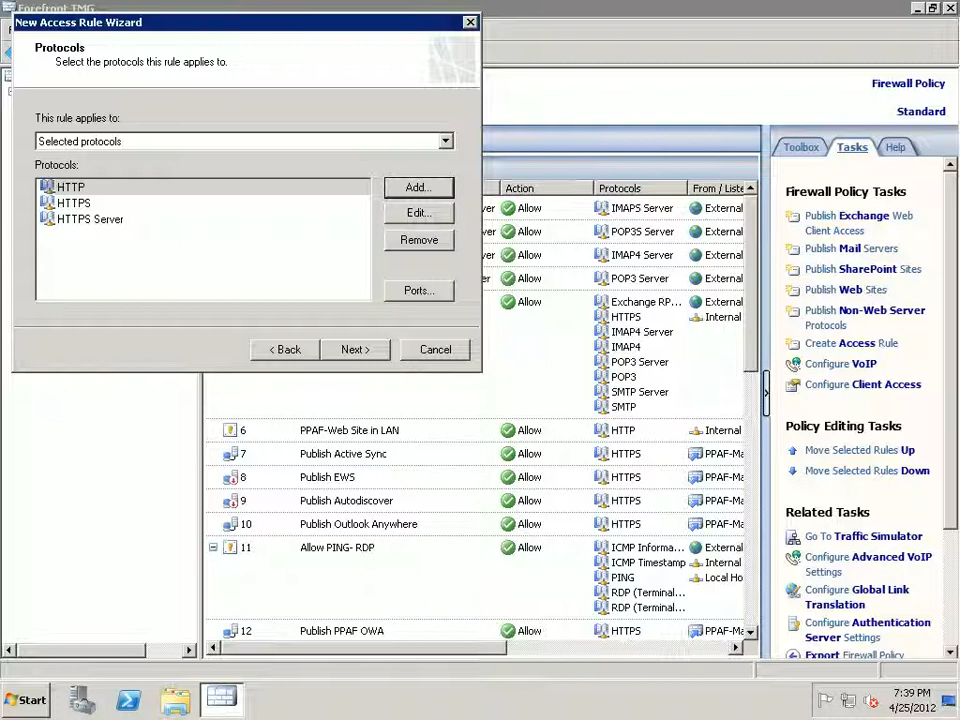 Forefront TMG
New Access Rule Wizard
Protocols
Select the protocols this rule applies to.
This rule applies to:
Selected protocols
Protocols:
HTTP
HTTPS
HTTPS Server
Add...
Edit...
Remove
Ports...
< Back
Next >
Cancel
Firewall Policy
Standard
Toolbox
Tasks
Help
Action
Protocols
From / Liste
Allow
IMAPS Server
External
Allow
POP3S Server
External
Allow
IMAP4 Server
External
Allow
POP3 Server
External
Allow
Exchange RP...
External
HTTPS
Internal
IMAP4 Server
IMAP4
POP3 Server
POP3
SMTP Server
SMTP
6
PPAF-Web Site in LAN
Allow
HTTP
Internal
7
Publish Active Sync
Allow
HTTPS
PPAF-Ma
8
Publish EWS
Allow
HTTPS
PPAF-Ma
9
Publish Autodiscover
Allow
HTTPS
PPAF-Ma
10
Publish Outlook Anywhere
Allow
HTTPS
PPAF-Ma
11
Allow PING- RDP
Allow
ICMP Informa...
External
ICMP Timestamp
Internal
PING
Local Ho
RDP (Terminal...
RDP (Terminal...
12
Publish PPAF OWA
Allow
HTTPS
PPAF-Ma
Firewall Policy Tasks
Publish Exchange Web
Client Access
Publish Mail Servers
Publish SharePoint Sites
Publish Web Sites
Publish Non-Web Server
Protocols
Create Access Rule
Configure VoIP
Configure Client Access
Policy Editing Tasks
Move Selected Rules Up
Move Selected Rules Down
Related Tasks
Go To Traffic Simulator
Configure Advanced VoIP
Settings
Configure Global Link
Translation
Configure Authentication
Server Settings
Export Firewall Policy
Start
7:39 PM
4/25/2012